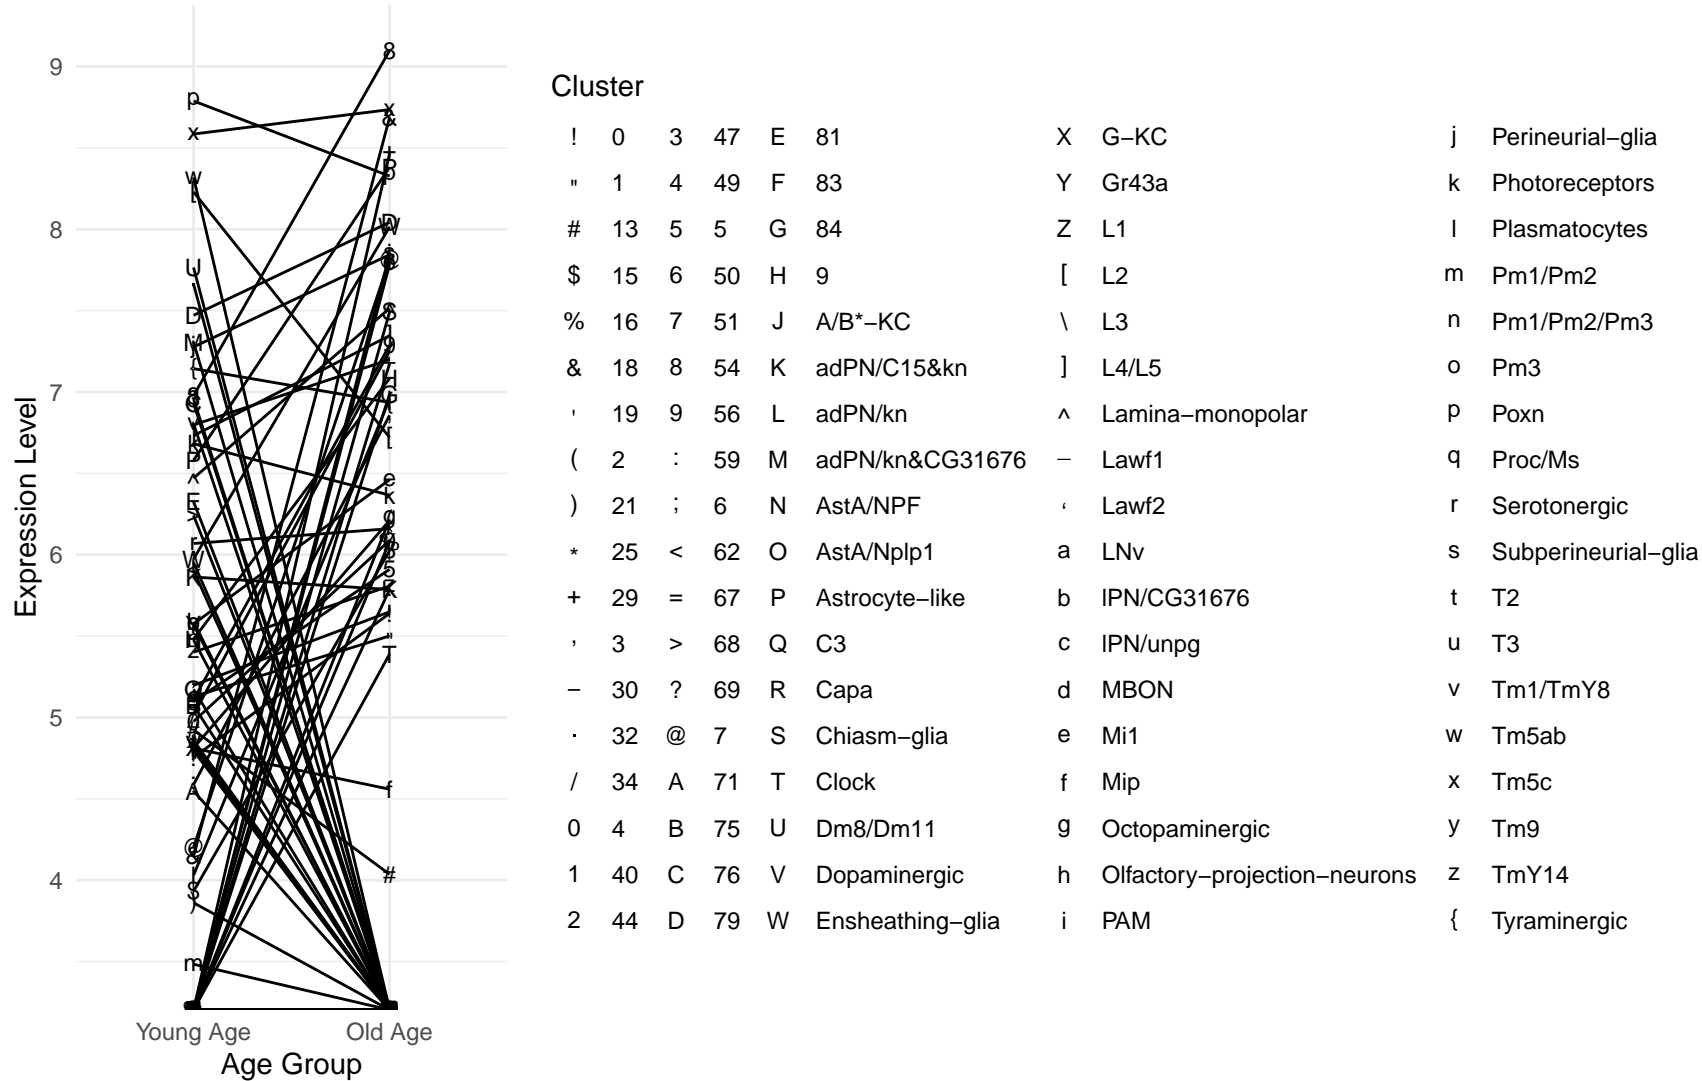 Cluster
! 0 3 47 E 81 X G−KC j Perineurial−glia
" 1 4 49 F 83 Y Gr43a k Photoreceptors
# 13 5 5 G 84 Z L1 l Plasmatocytes
$ 15 6 50 H 9 [ L2 m Pm1/Pm2
% 16 7 51 J A/B*−KC \ L3 n Pm1/Pm2/Pm3
& 18 8 54 K adPN/C15&kn ] L4/L5 o Pm3
' 19 9 56 L adPN/kn ^ Lamina−monopolar p Poxn
( 2 : 59 M adPN/kn&CG31676 − Lawf1 q Proc/Ms
) 21 ; 6 N AstA/NPF ‘ Lawf2 r Serotonergic
* 25 < 62 O AstA/Nplp1 a LNv s Subperineurial−glia
+ 29 = 67 P Astrocyte−like b lPN/CG31676 t T2
, 3 > 68 Q C3 c lPN/unpg u T3
− 30 ? 69 R Capa d MBON v Tm1/TmY8
. 32 @ 7 S Chiasm−glia e Mi1 w Tm5ab
/ 34 A 71 T Clock f Mip x Tm5c
0 4 B 75 U Dm8/Dm11 g Octopaminergic y Tm9
1 40 C 76 V Dopaminergic h Olfactory−projection−neurons z TmY14
2 44 D 79 W Ensheathing−glia i PAM { Tyraminergic
Expression Level
9
8
7
6
5
4
Young Age Old Age
Age Group